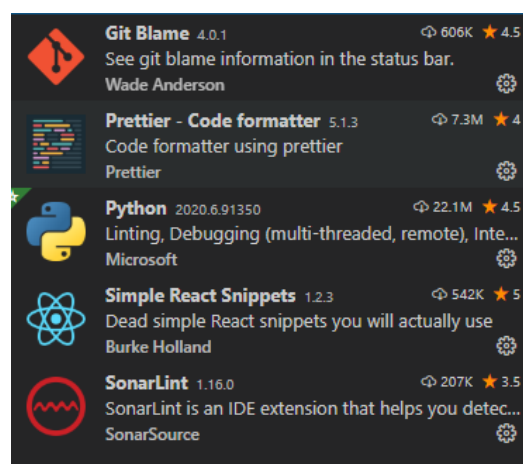 Git Blame 4.0.1 606K 4.5
See git blame information in the status bar.
Wade Anderson
Prettier - Code formatter 5.1.3 7.3M 4
Code formatter using prettier
Prettier
Python 2020.6.91350 22.1M 4.5
Linting, Debugging (multi-threaded, remote), Inte...
Microsoft
Simple React Snippets 1.2.3 542K 5
Dead simple React snippets you will actually use
Burke Holland
SonarLint 1.16.0 207K 3.5
SonarLint is an IDE extension that helps you detec...
SonarSource